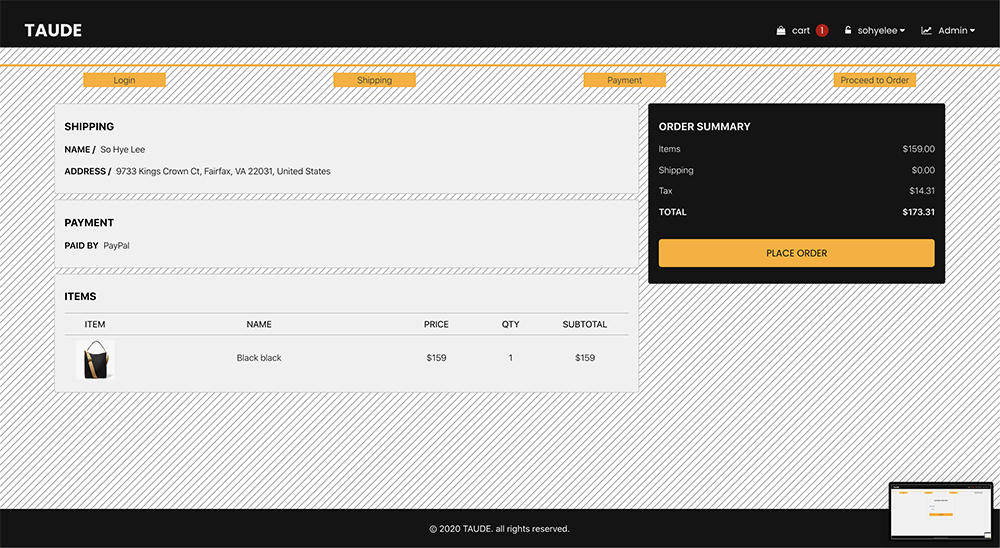 TAUDE
cart 1 sohyelee Admin
Login Shipping Payment Proceed to Order
SHIPPING
NAME / So Hye Lee
ADDRESS / 9733 Kings Crown Ct, Fairfax, VA 22031, United States
PAYMENT
PAID BY PayPal
ITEMS
ITEM NAME PRICE QTY SUBTOTAL
Black black $159 1 $159
ORDER SUMMARY
Items $159.00
Shipping $0.00
Tax $14.31
TOTAL $173.31
PLACE ORDER
© 2020 TAUDE. all rights reserved.
TAUDE